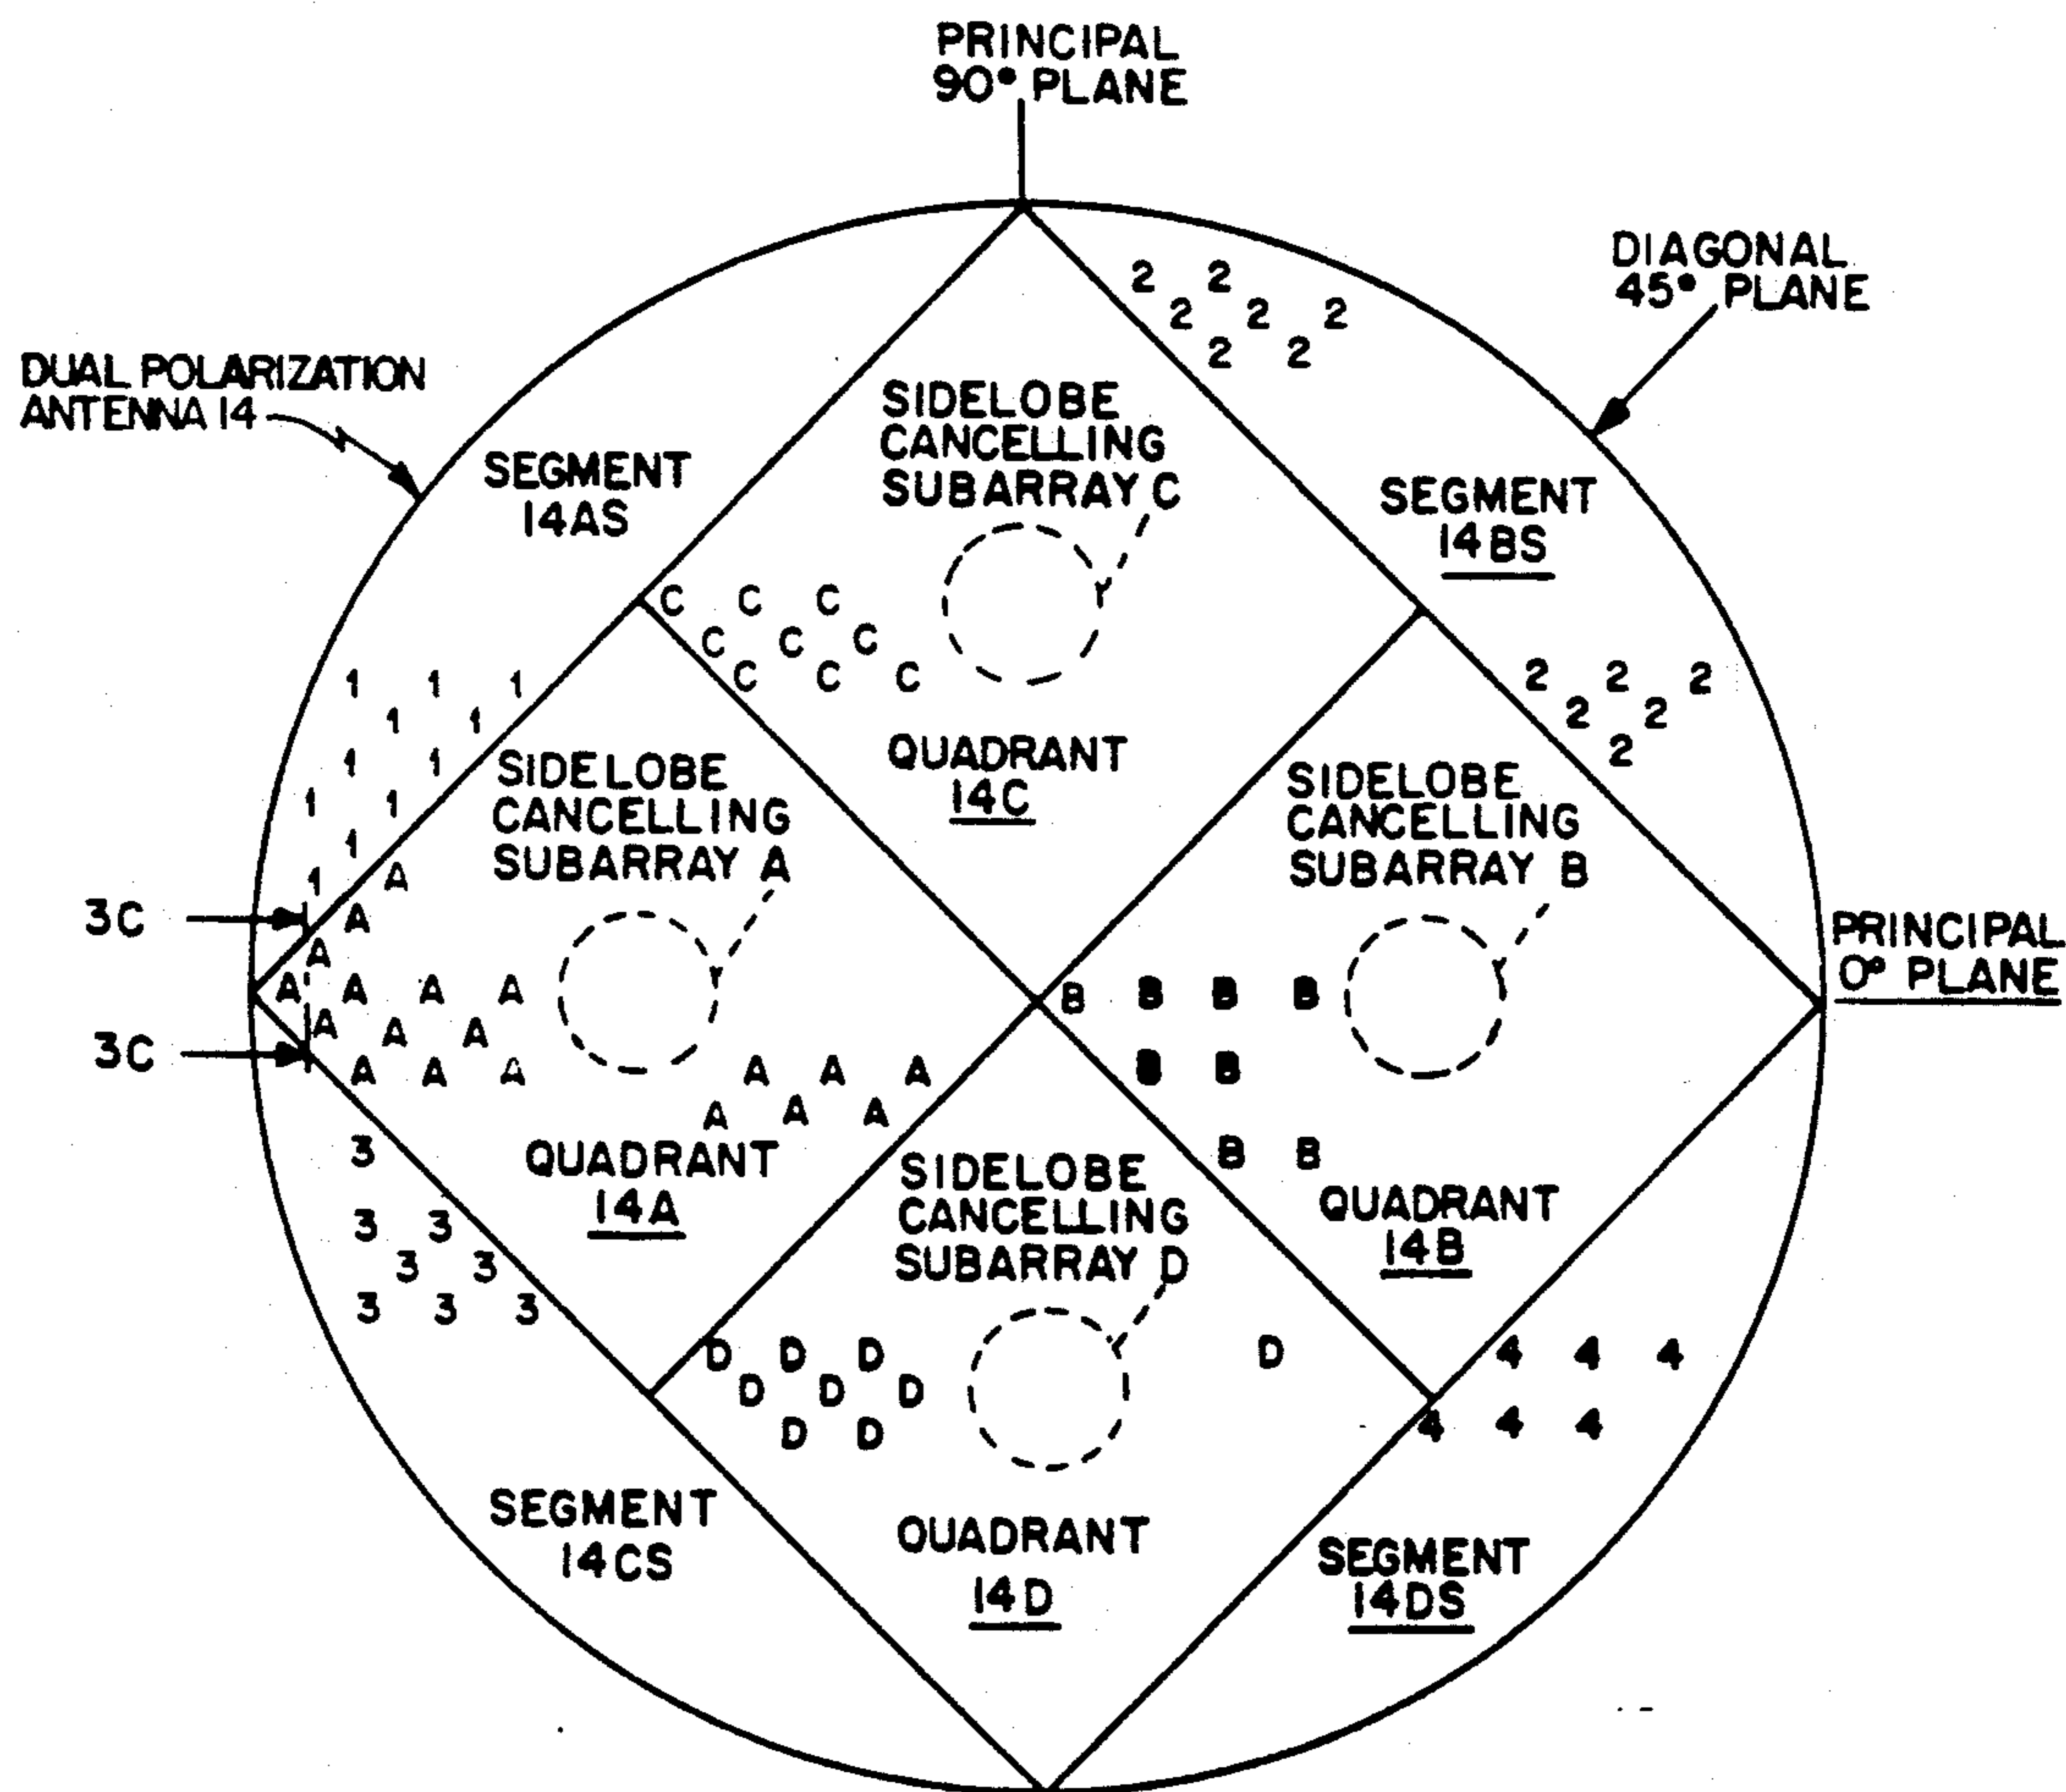 PRINCIPAL
90° PLANE
DIAGONAL
45° PLANE
DUAL POLARIZATION
ANTENNA 14
2 2
2 2 2
2 2
SIDELOBE
CANCELLING
SUBARRAY C
SEGMENT
14AS
SEGMENT
14BS
C C C
C C C
C C C
1 1 1
1 1
1 1
1 1
1
1
2 2 2
2 2
2
QUADRANT
14C
SIDELOBE
CANCELLING
SUBARRAY A
SIDELOBE
CANCELLING
SUBARRAY B
A
3C
A
A
A A A A
A A A
3C
A A A
A A A
A A A
PRINCIPAL
0° PLANE
B B B B
B B
B B
QUADRANT
14A
QUADRANT
14B
3
3 3
3 3
3 3 3
SIDELOBE
CANCELLING
SUBARRAY D
D D D
D D D
D D
D
4 4 4
4 4 4
SEGMENT
14CS
QUADRANT
14D
SEGMENT
14DS